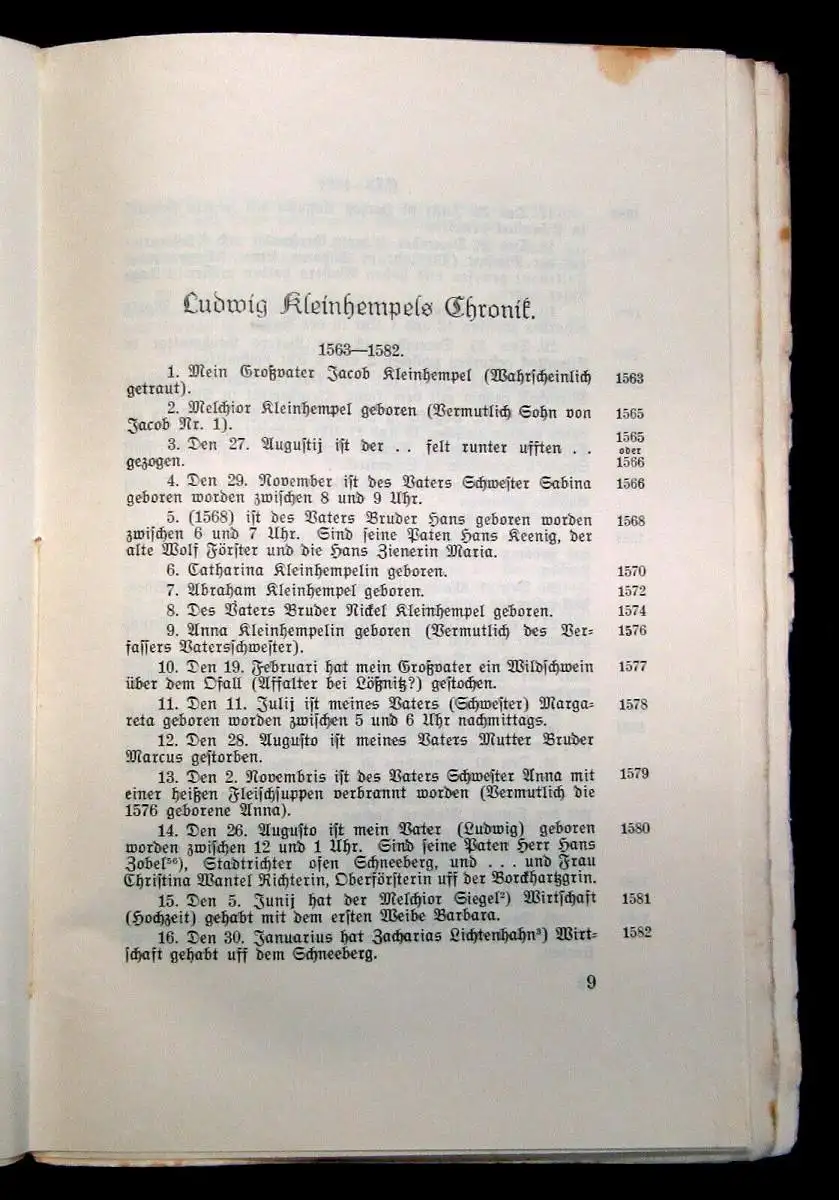 Ludwig Kleinhempels Chronik.
1563—1582.
1. Mein Großvater Jacob Kleinhempel (Wahrscheinlich 1563
getraut).
2. Melchior Kleinhempel geboren (Vermutlich Sohn von 1565
Jacob Nr. 1).
3. Den 27. Augustij ist der . . felt runter ufften . . 1565
oder
gezogen. 1566
4. Den 29. November ist des Vaters Schwester Sabina 1566
geboren worden zwischen 8 und 9 Uhr.
5. (1568) ist des Vaters Bruder Hans geboren worden 1568
zwischen 6 und 7 Uhr. Sind seine Paten Hans Keenig, der
alte Wolf Förster und die Hans Zienerin Maria.
6. Catharina Kleinhempelin geboren. 1570
7. Abraham Kleinhempel geboren. 1572
8. Des Vaters Bruder Nickel Kleinhempel geboren. 1574
9. Anna Kleinhempelin geboren (Vermutlich des Ver= 1576
fassers Vatersschwester).
10. Den 19. Februari hat mein Großvater ein Wildschwein 1577
über dem Ofall (Affalter bei Lößnitz?) gestochen.
11. Den 11. Julij ist meines Vaters (Schwester) Marga= 1578
reta geboren worden zwischen 5 und 6 Uhr nachmittags.
12. Den 28. Augusto ist meines Vaters Mutter Bruder
Marcus gestorben.
13. Den 2. Novembris ist des Vaters Schwester Anna mit 1579
einer heißen Fleischsuppen verbrannt worden (Vermutlich die
1576 geborene Anna).
14. Den 26. Augusto ist mein Vater (Ludwig) geboren 1580
worden zwischen 12 und 1 Uhr. Sind seine Paten Herr Hans
Zobel⁵⁶), Stadtrichter ofen Schneeberg, und . . . und Frau
Christina Wantel Richterin, Oberförsterin uff der Borckhartzgrin.
15. Den 5. Junij hat der Melchior Siegel²) Wirtschaft 1581
(Hochzeit) gehabt mit dem ersten Weibe Barbara.
16. Den 30. Januarius hat Zacharias Lichtenhahn³) Wirt= 1582
schaft gehabt uff dem Schneeberg.
9